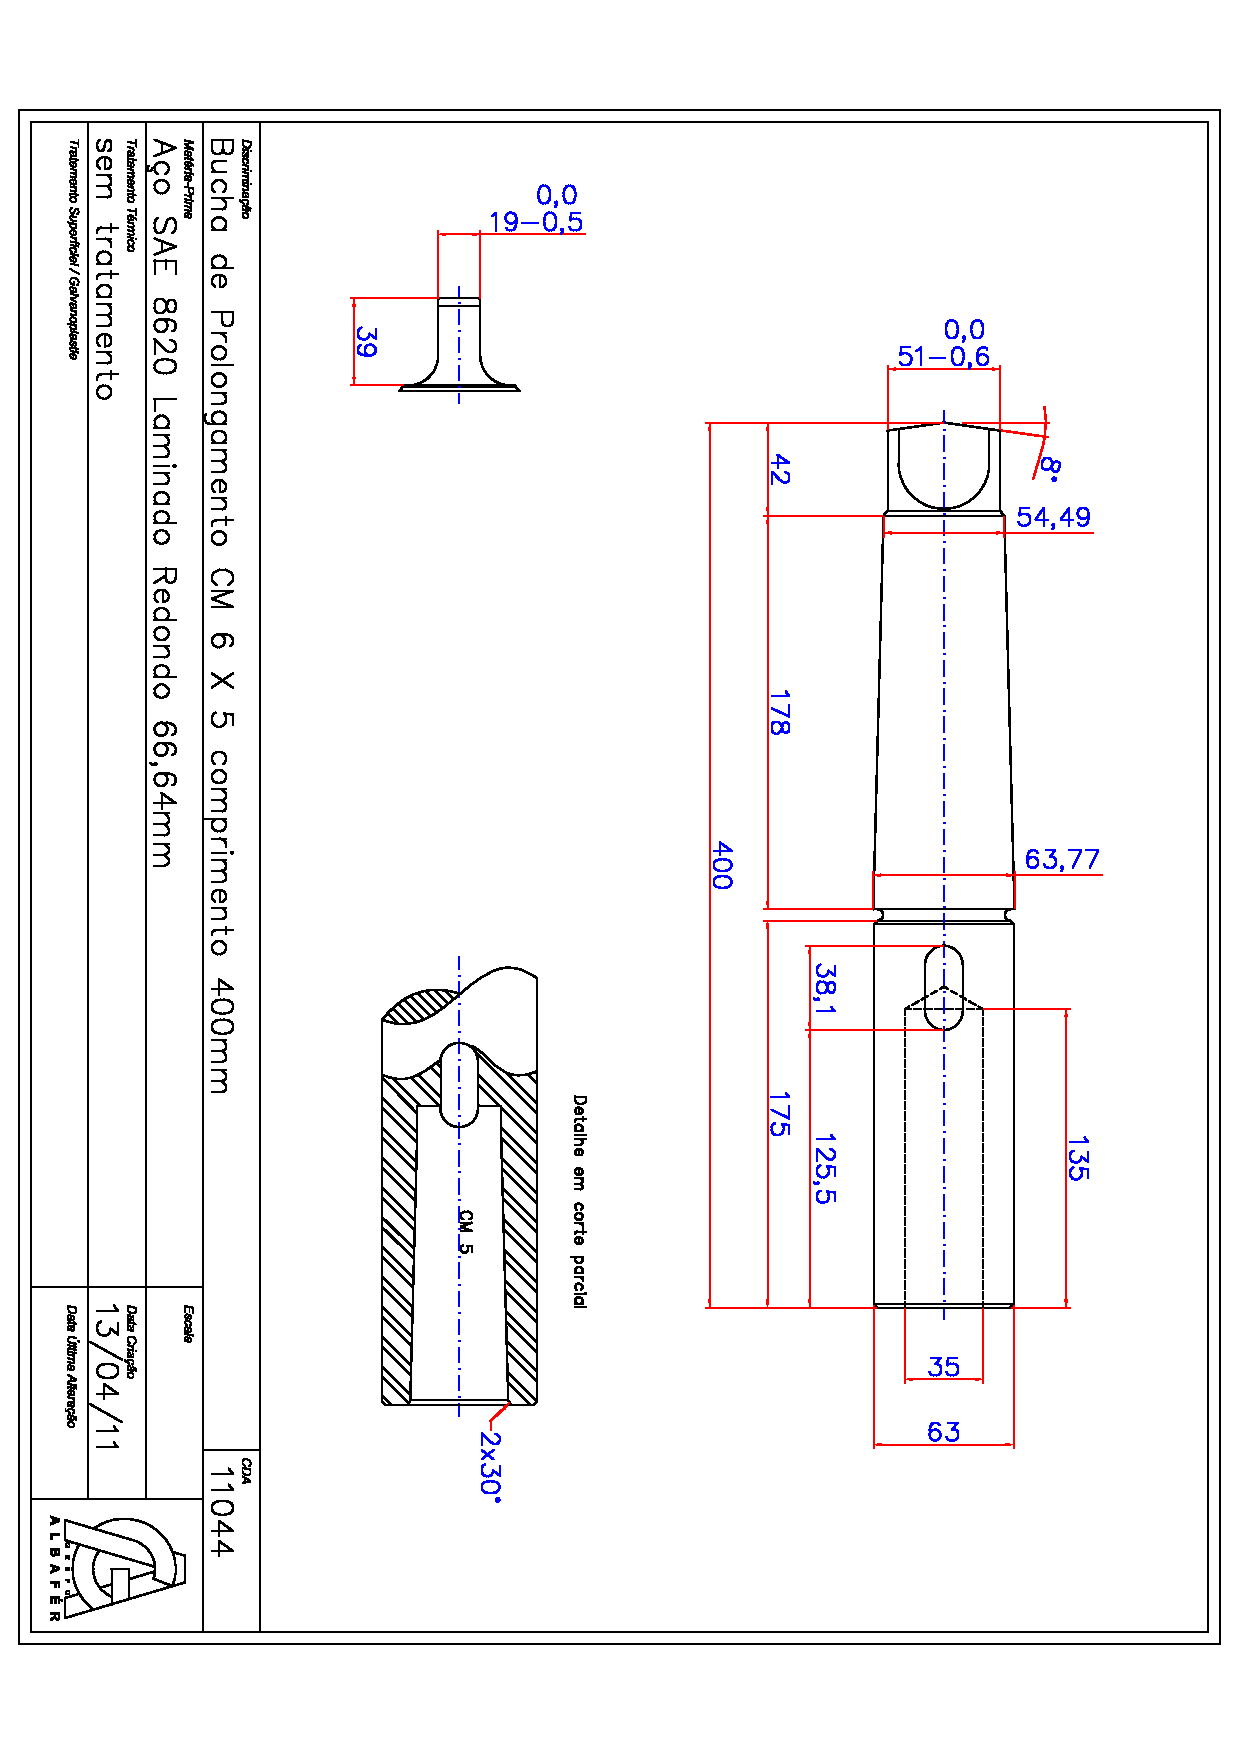 0,0
51-0,6
8°
54,49
42
178
400
63,77
38,1
175
125,5
135
35
63
0,0
19-0,5
39
Detalhe em corte parcial
CM 5
2x30°
Discriminação
Bucha de Prolongamento CM 6 X 5 comprimento 400mm
CDA
11044
Matéria-Prima
Aço SAE 8620 Laminado Redondo 66,64mm
Escala
Tratamento Térmico
sem tratamento
Data Criação
13/04/11
Tratamento Superficial / Galvanoplastia
Data Última Alteração
GRUPO
ALBAFÉR